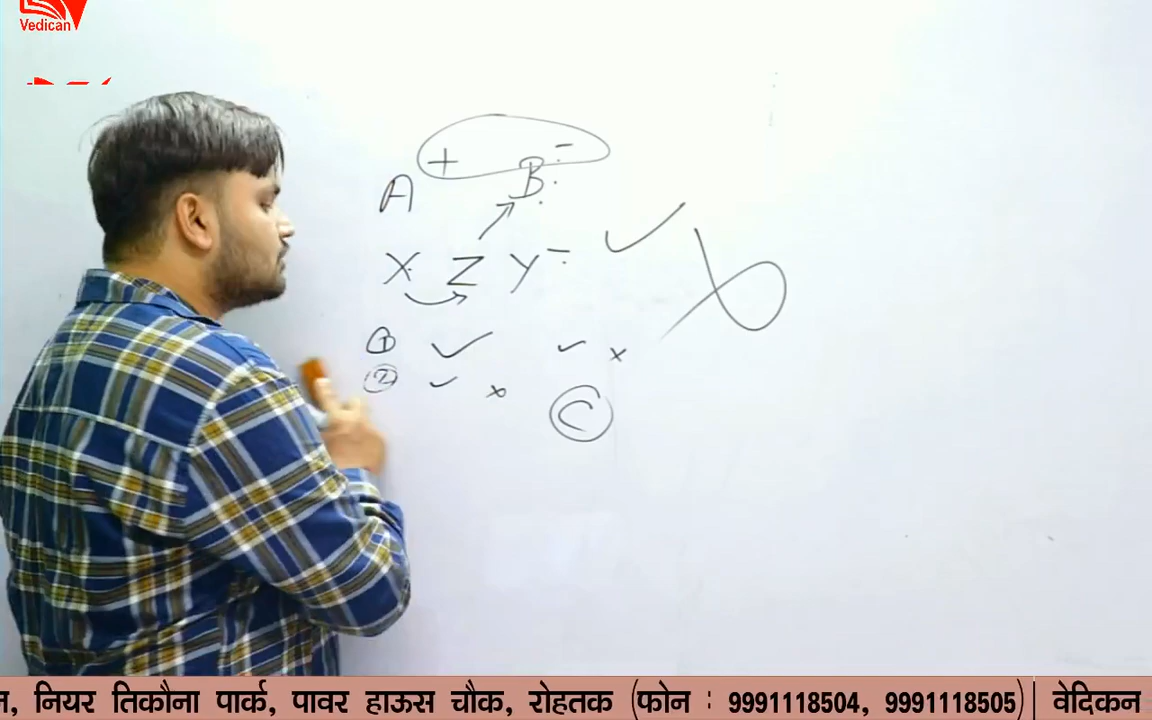 Vedican
+ -
A B
X Z Y -
1 ✓ ✓ x
2 ✓ x
C
न, नियर तिकौना पार्क, पावर हाऊस चौक, रोहतक (फोन : 9991118504, 9991118505) | वेदिकन